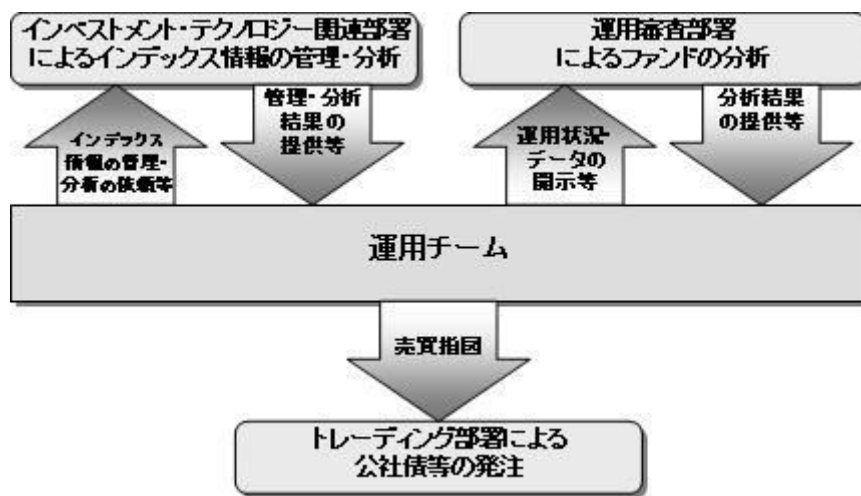 インベストメント・テクノロジー関連部署
によるインデックス情報の管理・分析
運用審査部署
によるファンドの分析
インデックス
情報の管理・
分析の依頼等
管理・分析
結果の
提供等
運用状況・
データの
開示等
分析結果
の提供等
運用チーム
売買指図
トレーディング部署による
公社債等の発注